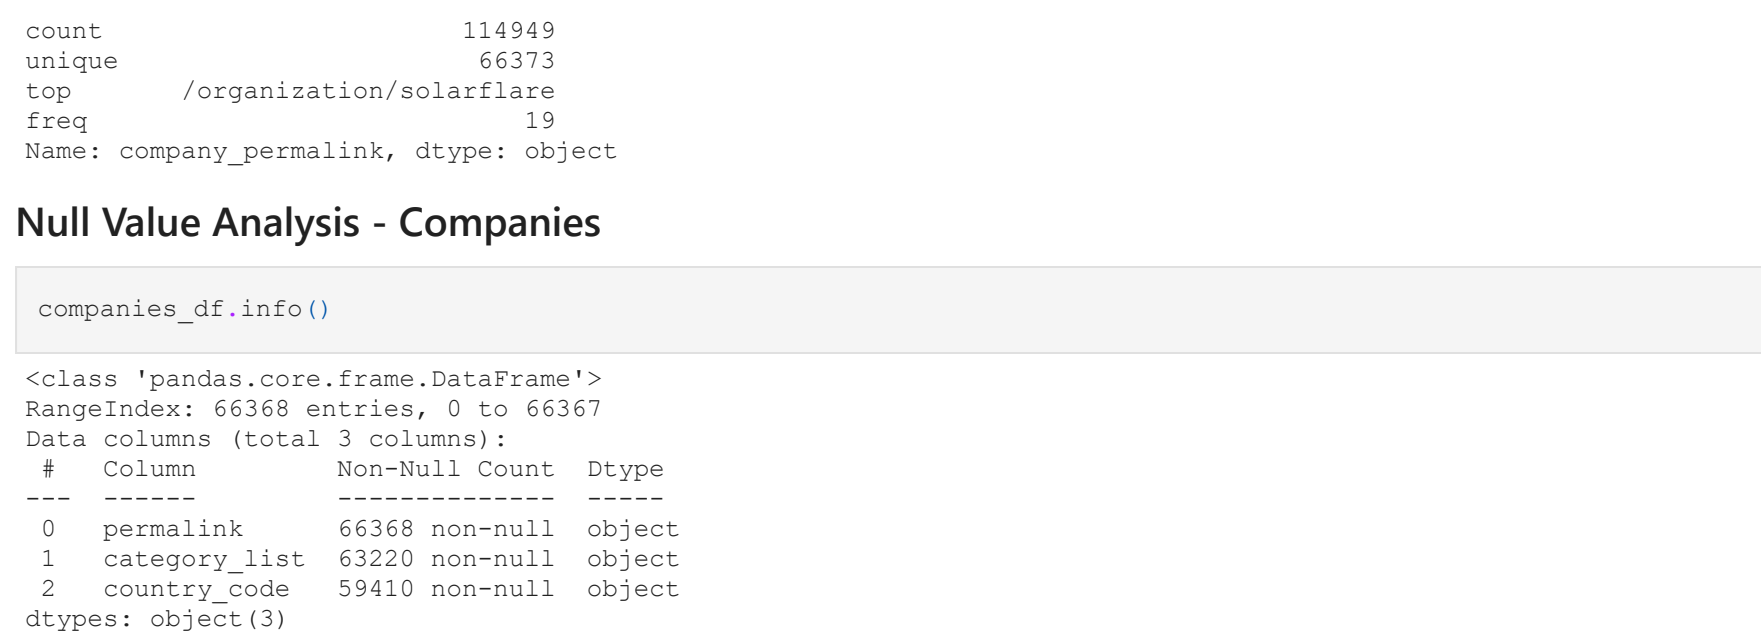 count                       114949
unique                       66373
top       /organization/solarflare
freq                            19
Name: company_permalink, dtype: object
Null Value Analysis - Companies
companies_df.info()
<class 'pandas.core.frame.DataFrame'>
RangeIndex: 66368 entries, 0 to 66367
Data columns (total 3 columns):
 #   Column         Non-Null Count  Dtype
---  ------         --------------  -----
 0   permalink      66368 non-null  object
 1   category_list  63220 non-null  object
 2   country_code   59410 non-null  object
dtypes: object(3)